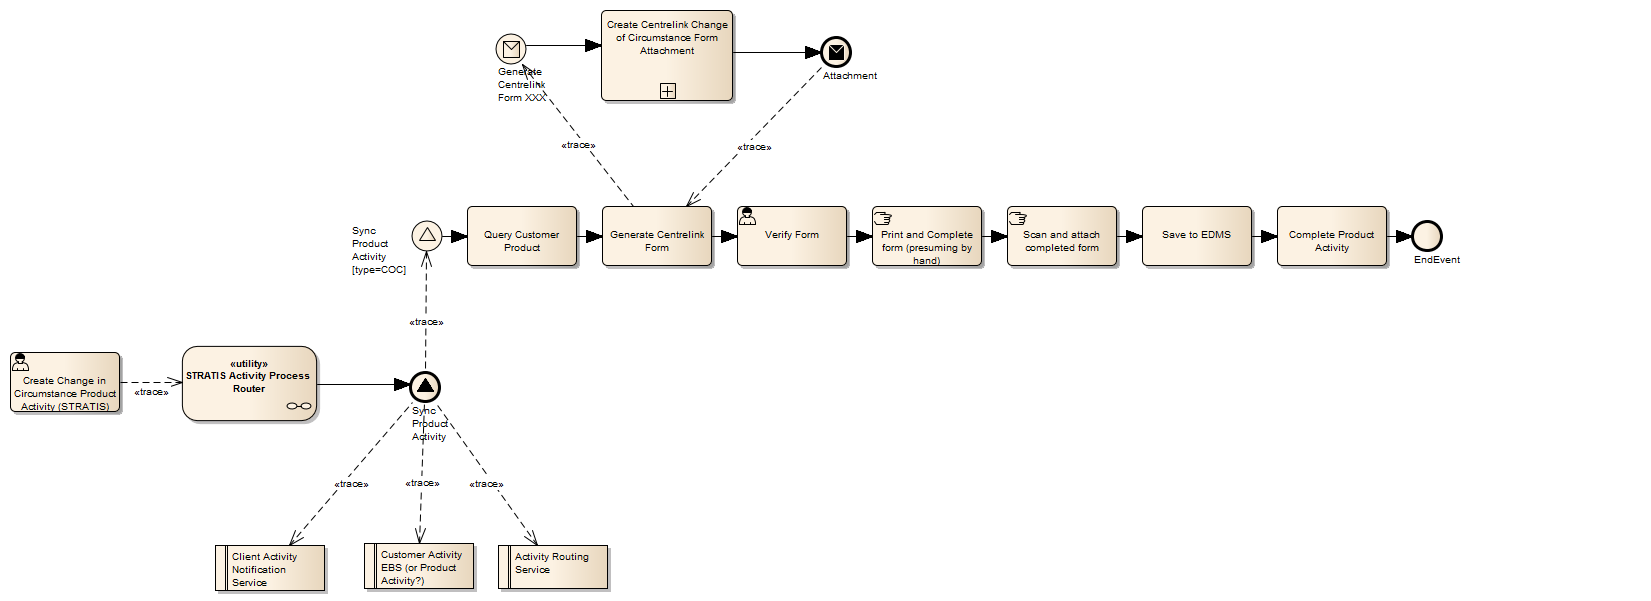 Create Centrelink Change
of Circumstance Form
Attachment
Generate
Centrelink
Form XXX
Attachment
«trace»
«trace»
Sync
Product
Activity
[type=COC]
Query Customer
Product
Generate Centrelink
Form
Verify Form
Print and Complete
form (presuming by
hand)
Scan and attach
completed form
Save to EDMS
Complete Product
Activity
EndEvent
«trace»
Create Change in
Circumstance Product
Activity (STRATIS)
«trace»
«utility»
STRATIS Activity Process
Router
Sync
Product
Activity
«trace»
«trace»
«trace»
Client Activity
Notification
Service
Customer Activity
EBS (or Product
Activity?)
Activity Routing
Service